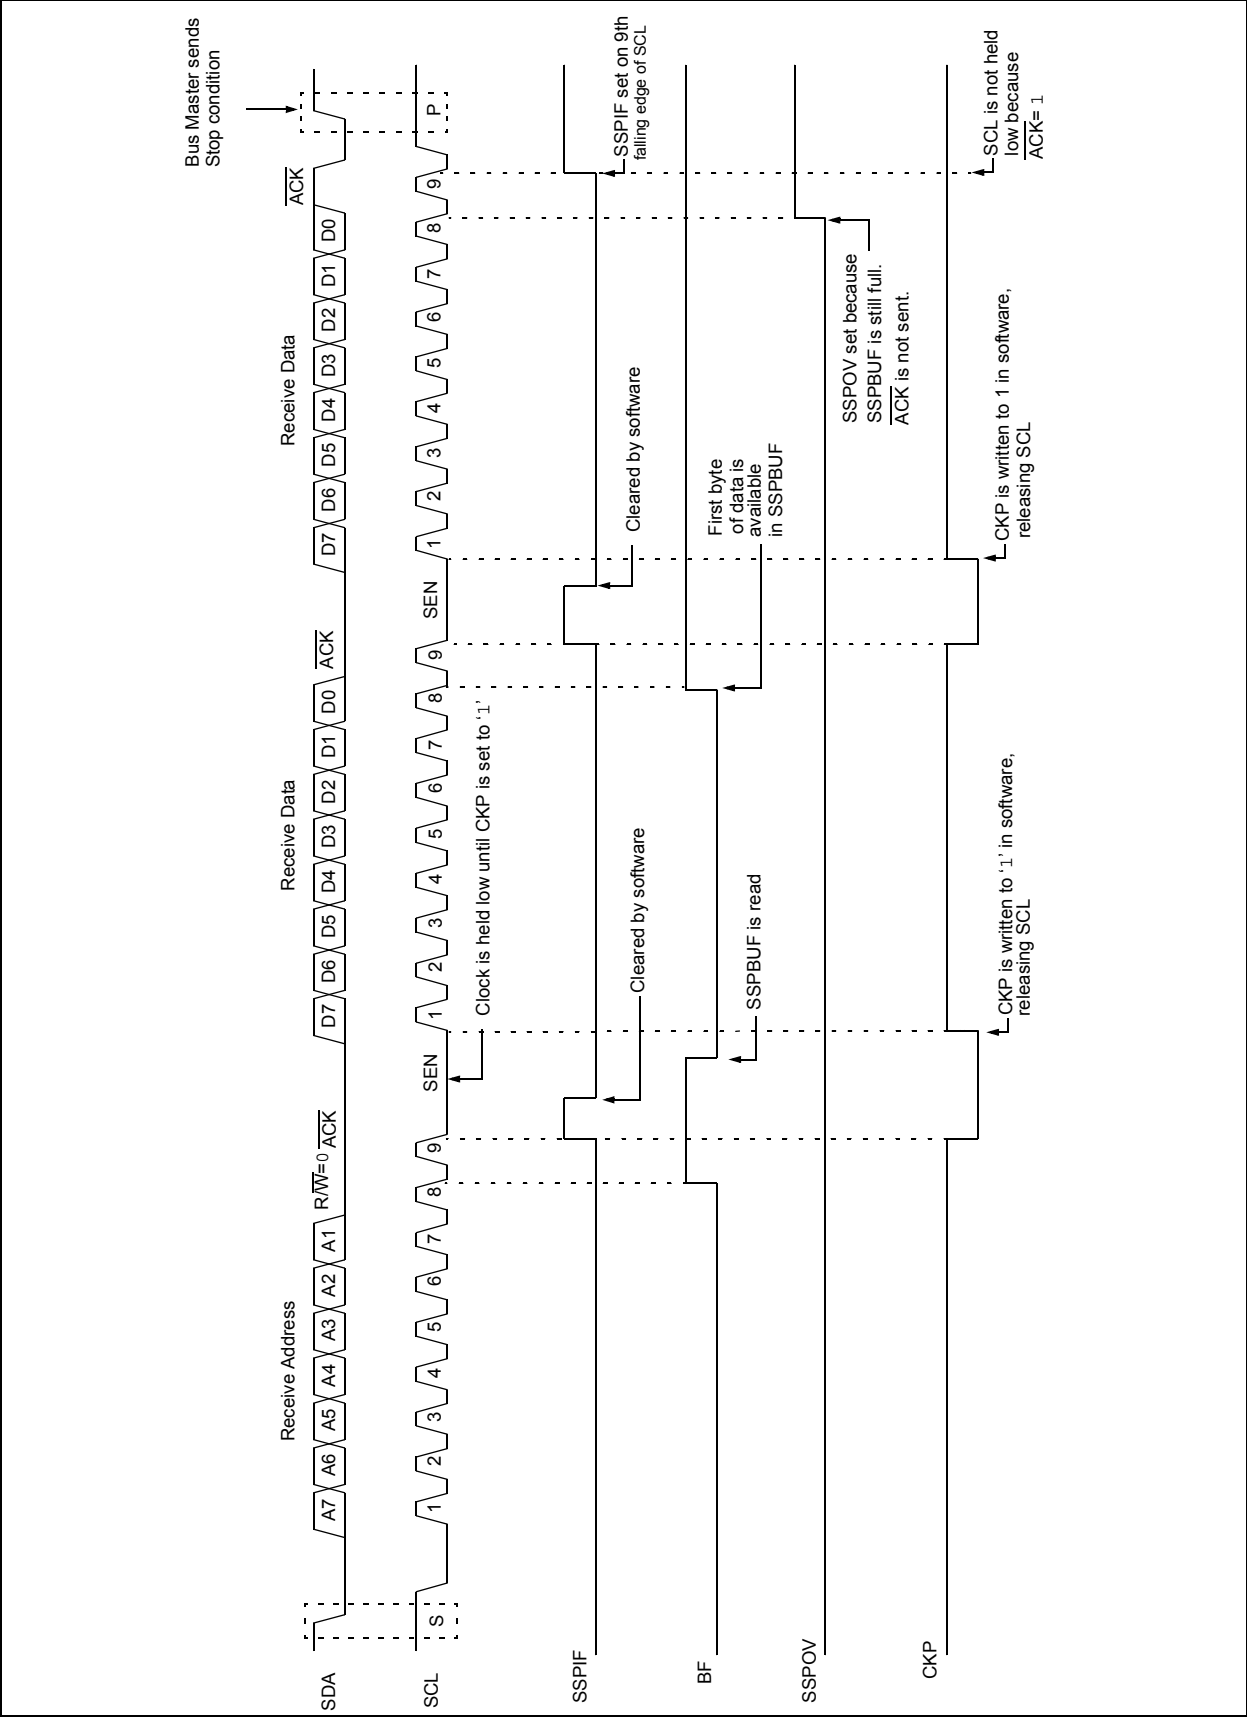 Bus Master sends
Stop condition
Receive Address
Receive Data
Receive Data
ACK
SDA
A7 A6 A5 A4 A3 A2 A1 R/W=0 ACK D7 D6 D5 D4 D3 D2 D1 D0 ACK D7 D6 D5 D4 D3 D2 D1 D0
SCL
S 1 2 3 4 5 6 7 8 9 SEN 1 2 3 4 5 6 7 8 9 SEN 1 2 3 4 5 6 7 8 9 P
Clock is held low until CKP is set to ‘1’
SSPIF
Cleared by software
Cleared by software
SSPIF set on 9th
falling edge of SCL
BF
SSPBUF is read
First byte
of data is
available
in SSPBUF
SSPOV
SSPOV set because
SSPBUF is still full.
ACK is not sent.
CKP
CKP is written to ‘1’ in software,
releasing SCL
CKP is written to 1 in software,
releasing SCL
SCL is not held
low because
ACK= 1